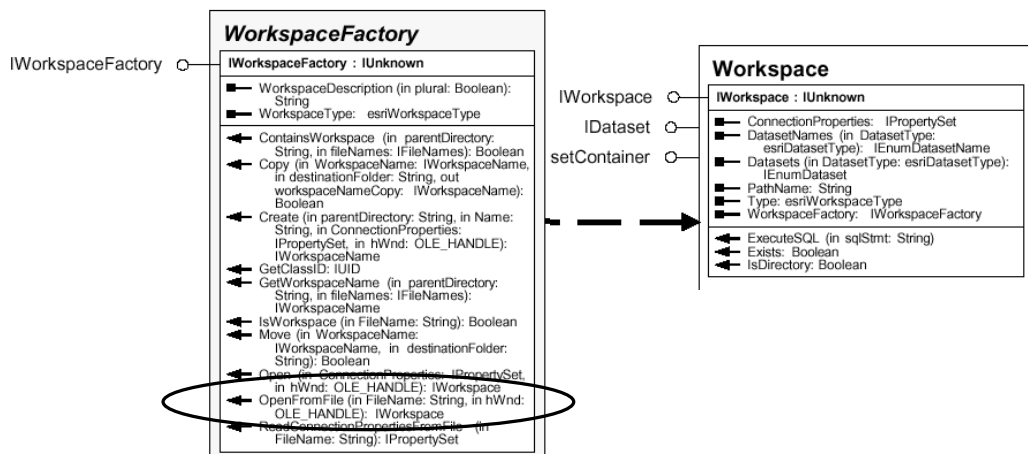 WorkspaceFactory
IWorkspaceFactory
IWorkspaceFactory : IUnknown
WorkspaceDescription (in plural: Boolean):
String
WorkspaceType: esriWorkspaceType
ContainsWorkspace (in parentDirectory:
String, in fileNames: IFileNames): Boolean
Copy (in WorkspaceName: IWorkspaceName,
in destinationFolder: String, out
workspaceNameCopy: IWorkspaceName):
Boolean
Create (in parentDirectory: String, in Name:
String, in ConnectionProperties:
IPropertySet, in hWnd: OLE_HANDLE):
IWorkspaceName
GetClassID: IUID
GetWorkspaceName (in parentDirectory:
String, in fileNames: IFileNames):
IWorkspaceName
IsWorkspace (in FileName: String): Boolean
Move (in WorkspaceName:
IWorkspaceName, in destinationFolder:
String): Boolean
Open (in ConnectionProperties: IPropertySet,
in hWnd: OLE_HANDLE): IWorkspace
OpenFromFile (in FileName: String, in hWnd:
OLE_HANDLE): IWorkspace
ReadConnectionPropertiesFromFile (in
FileName: String): IPropertySet
Workspace
IWorkspace
IDataset
setContainer
IWorkspace : IUnknown
ConnectionProperties: IPropertySet
DatasetNames (in DatasetType:
esriDatasetType): IEnumDatasetName
Datasets (in DatasetType: esriDatasetType):
IEnumDataset
PathName: String
Type: esriWorkspaceType
WorkspaceFactory: IWorkspaceFactory
ExecuteSQL (in sqlStmt: String)
Exists: Boolean
IsDirectory: Boolean